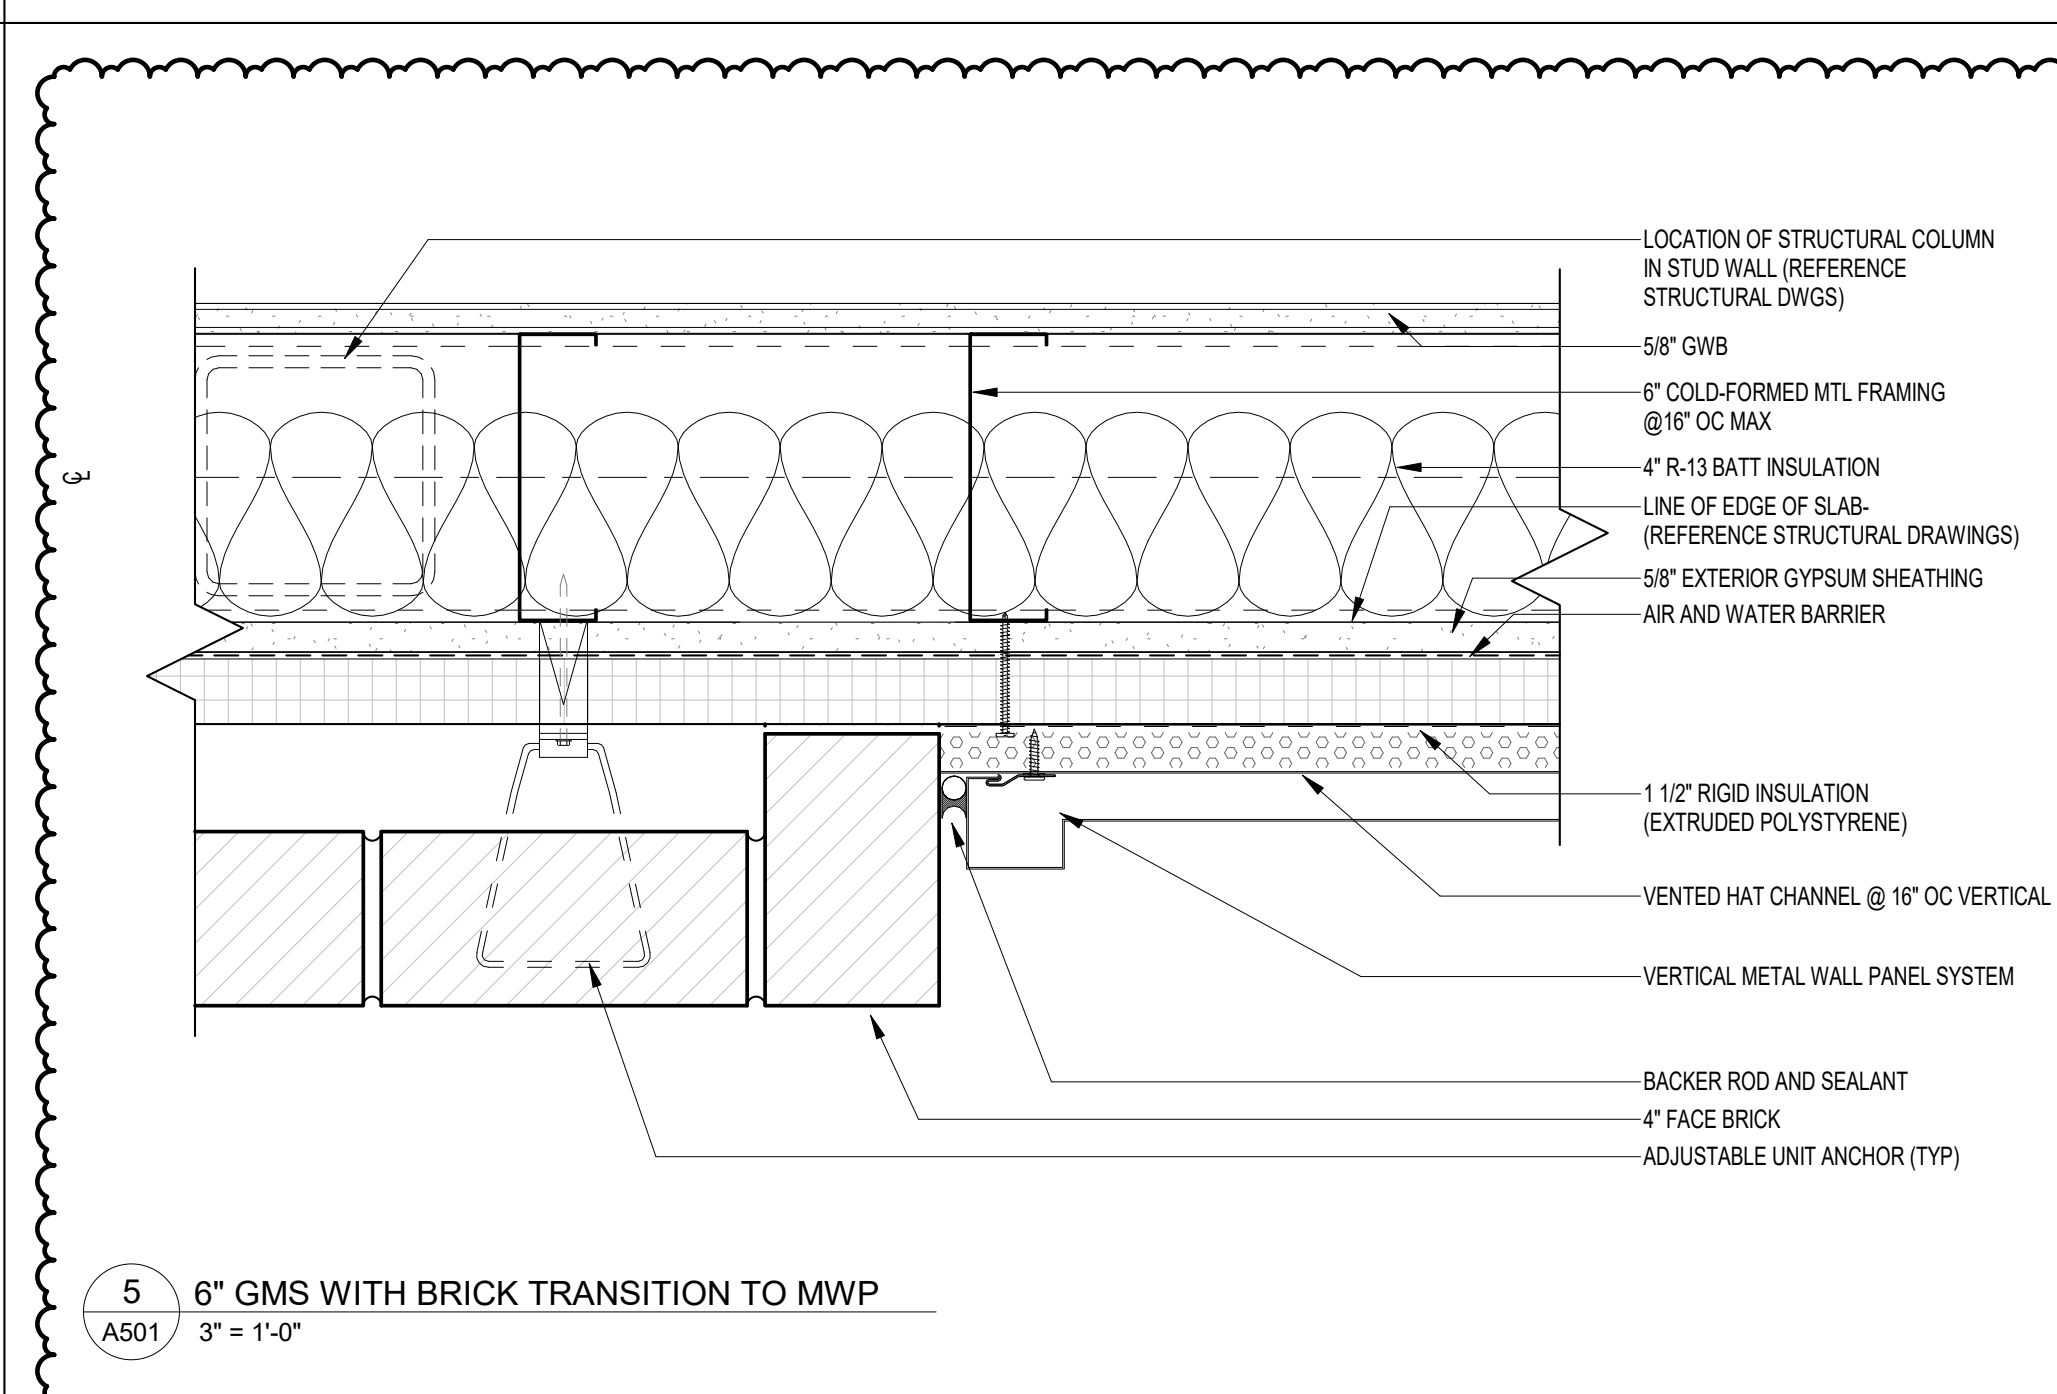 LOCATION OF STRUCTURAL COLUMN
IN STUD WALL (REFERENCE
STRUCTURAL DWGS)
5/8" GWB
6" COLD-FORMED MTL FRAMING
@16" OC MAX
4" R-13 BATT INSULATION
LINE OF EDGE OF SLAB-
(REFERENCE STRUCTURAL DRAWINGS)
5/8" EXTERIOR GYPSUM SHEATHING
AIR AND WATER BARRIER
1 1/2" RIGID INSULATION
(EXTRUDED POLYSTYRENE)
VENTED HAT CHANNEL @ 16" OC VERTICAL
VERTICAL METAL WALL PANEL SYSTEM
BACKER ROD AND SEALANT
4" FACE BRICK
ADJUSTABLE UNIT ANCHOR (TYP)
℄
5
6" GMS WITH BRICK TRANSITION TO MWP
A501
3" = 1'-0"